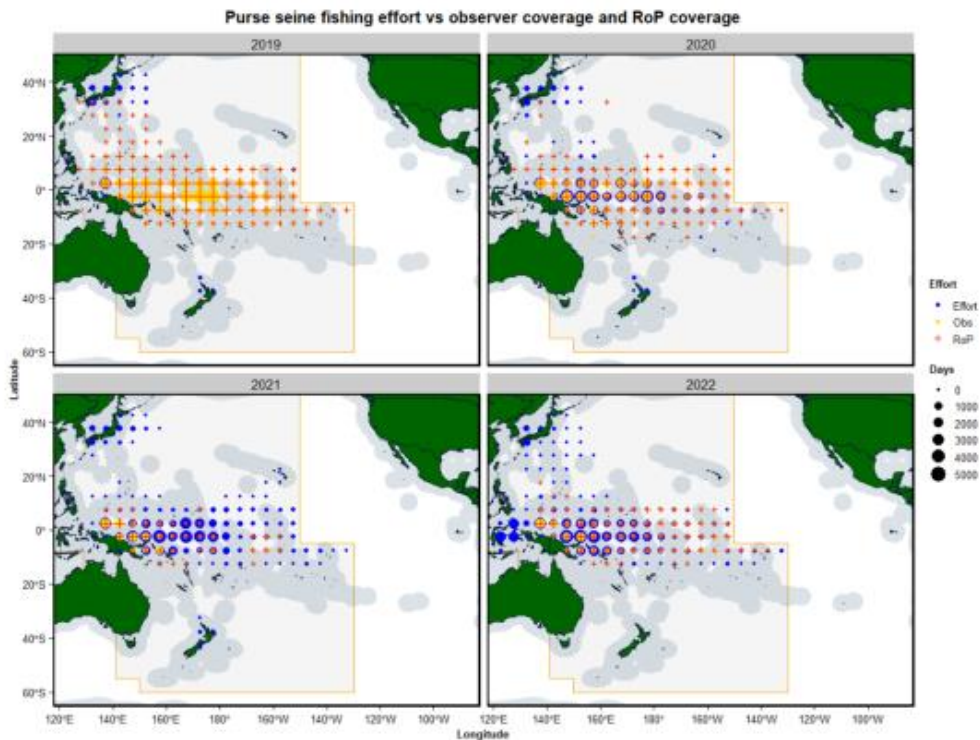 Purse seine fishing effort vs observer coverage and RoP coverage
2019
2020
40°N
20°N
0°
20°S
40°S
60°S
2021
2022
40°N
20°N
0°
20°S
40°S
60°S
Latitude
120°E 140°E 160°E 180° 160°W 140°W 120°W 100°W
120°E 140°E 160°E 180° 160°W 140°W 120°W 100°W
Longitude
Effort
Effort
Obs
RoP
Days
0
1000
2000
3000
4000
5000